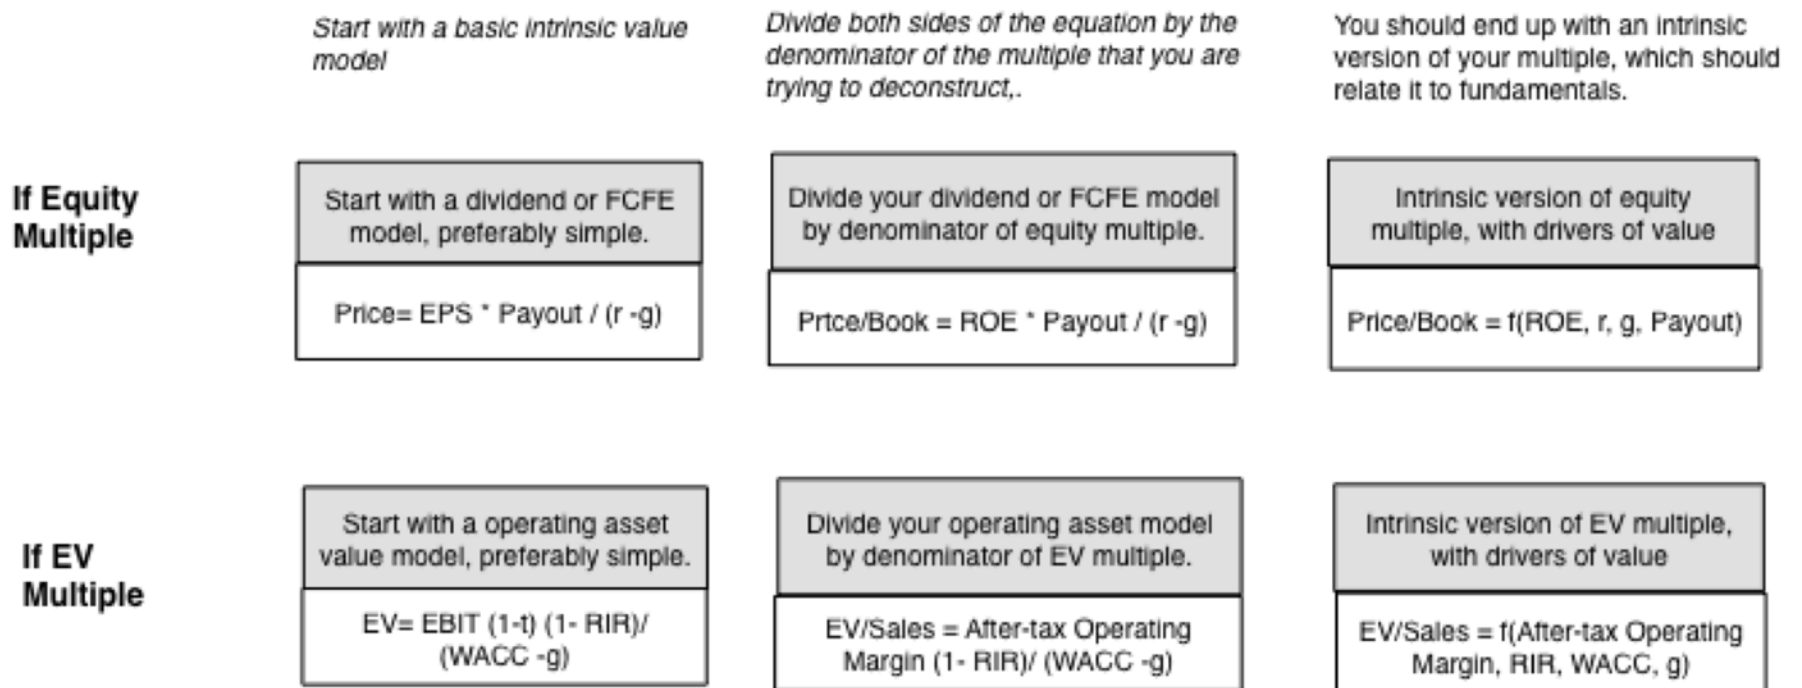 Start with a basic intrinsic value
model
Divide both sides of the equation by the
denominator of the multiple that you are
trying to deconstruct,.
You should end up with an intrinsic
version of your multiple, which should
relate it to fundamentals.
If Equity
Multiple
Start with a dividend or FCFE
model, preferably simple.
Price= EPS * Payout / (r -g)
Divide your dividend or FCFE model
by denominator of equity multiple.
Prtce/Book = ROE * Payout / (r -g)
Intrinsic version of equity
multiple, with drivers of value
Price/Book = f(ROE, r, g, Payout)
If EV
Multiple
Start with a operating asset
value model, preferably simple.
EV= EBIT (1-t) (1- RIR)/
(WACC -g)
Divide your operating asset model
by denominator of EV multiple.
EV/Sales = After-tax Operating
Margin (1- RIR)/ (WACC -g)
Intrinsic version of EV multiple,
with drivers of value
EV/Sales = f(After-tax Operating
Margin, RIR, WACC, g)